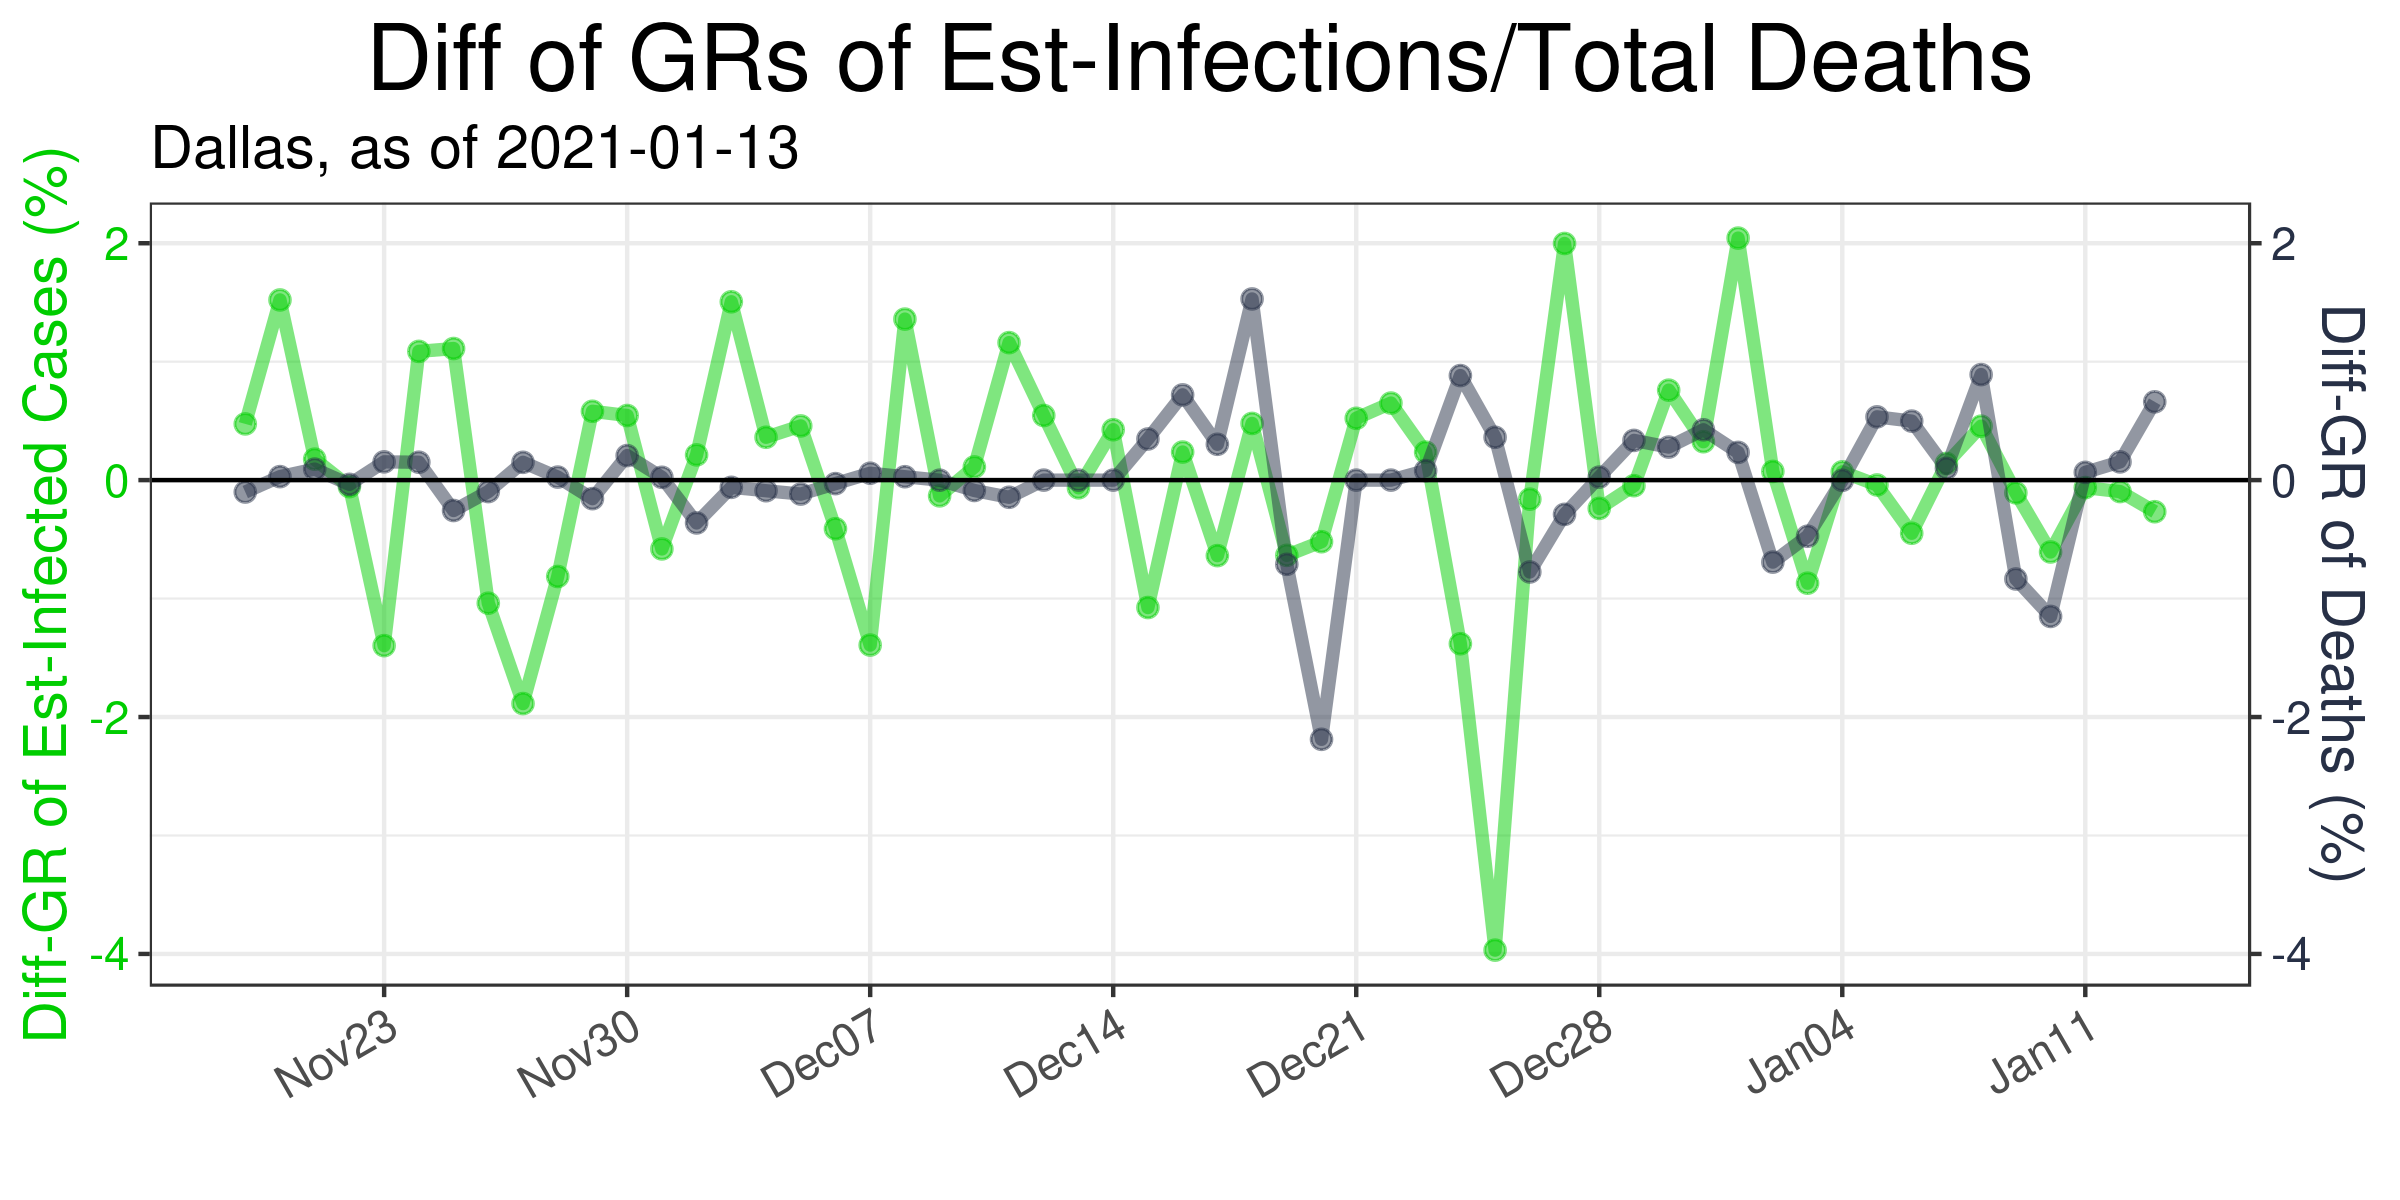 Diff of GRs of Est-Infections/Total Deaths
Dallas, as of 2021-01-13
Diff-GR of Est-Infected Cases (%)
2
0
-2
-4
2
0
-2
-4
Diff-GR of Deaths (%)
Nov23
Nov30
Dec07
Dec14
Dec21
Dec28
Jan04
Jan11